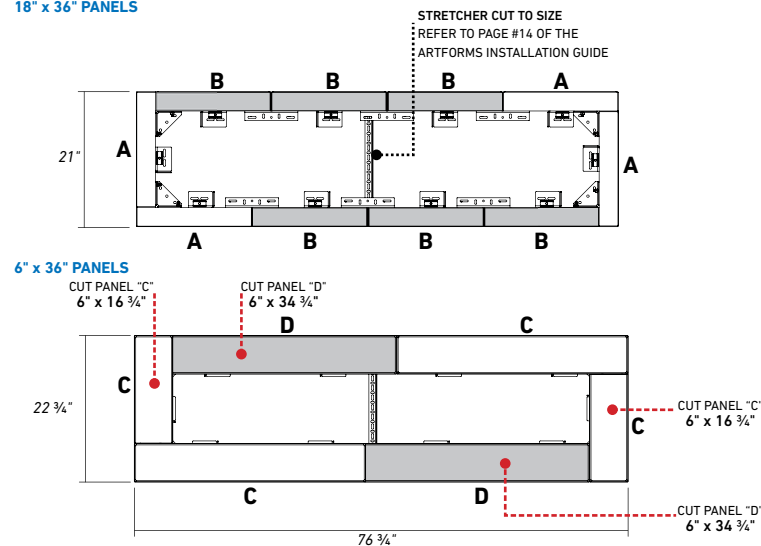 18" x 36" PANELS
STRETCHER CUT TO SIZE
REFER TO PAGE #14 OF THE
ARTFORMS INSTALLATION GUIDE
B B B A
21"
A
A
A B B B
6" x 36" PANELS
CUT PANEL "C"
6" x 16 ¾"
CUT PANEL "D"
6" x 34 ¾"
D C
C
22 ¾"
CUT PANEL "C"
6" x 16 ¾"
C
C D
CUT PANEL "D"
6" x 34 ¾"
76 ¾"